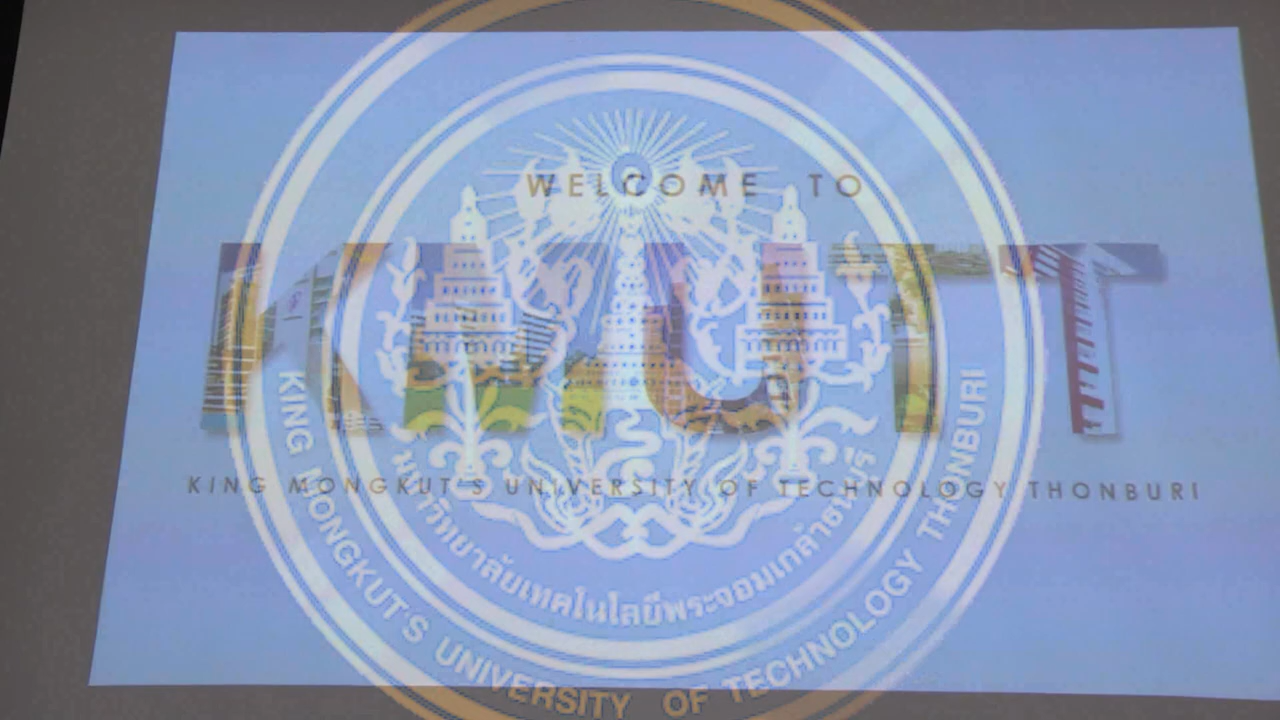 WELCOME TO
KMUTT
KING MONGKUT'S UNIVERSITY OF TECHNOLOGY THONBURI
มหาวิทยาลัยเทคโนโลยีพระจอมเกล้าธนบุรี
KING MONGKUT'S UNIVERSITY OF TECHNOLOGY THONBURI